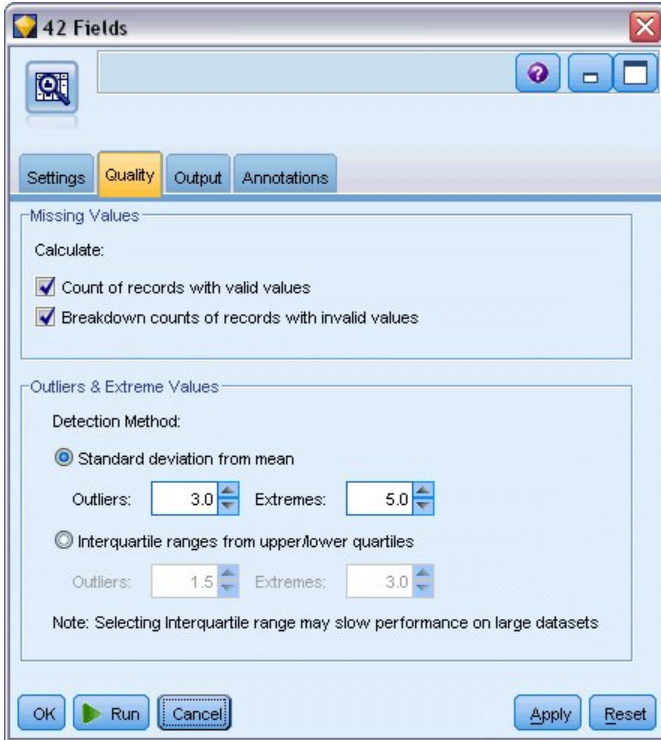 42 Fields
Settings Quality Output Annotations
Missing Values
Calculate:
Count of records with valid values
Breakdown counts of records with invalid values
Outliers & Extreme Values
Detection Method:
Standard deviation from mean
Outliers: 3.0 Extremes: 5.0
Interquartile ranges from upper/lower quartiles
Outliers: 1.5 Extremes: 3.0
Note: Selecting Interquartile range may slow performance on large datasets
OK Run Cancel Apply Reset